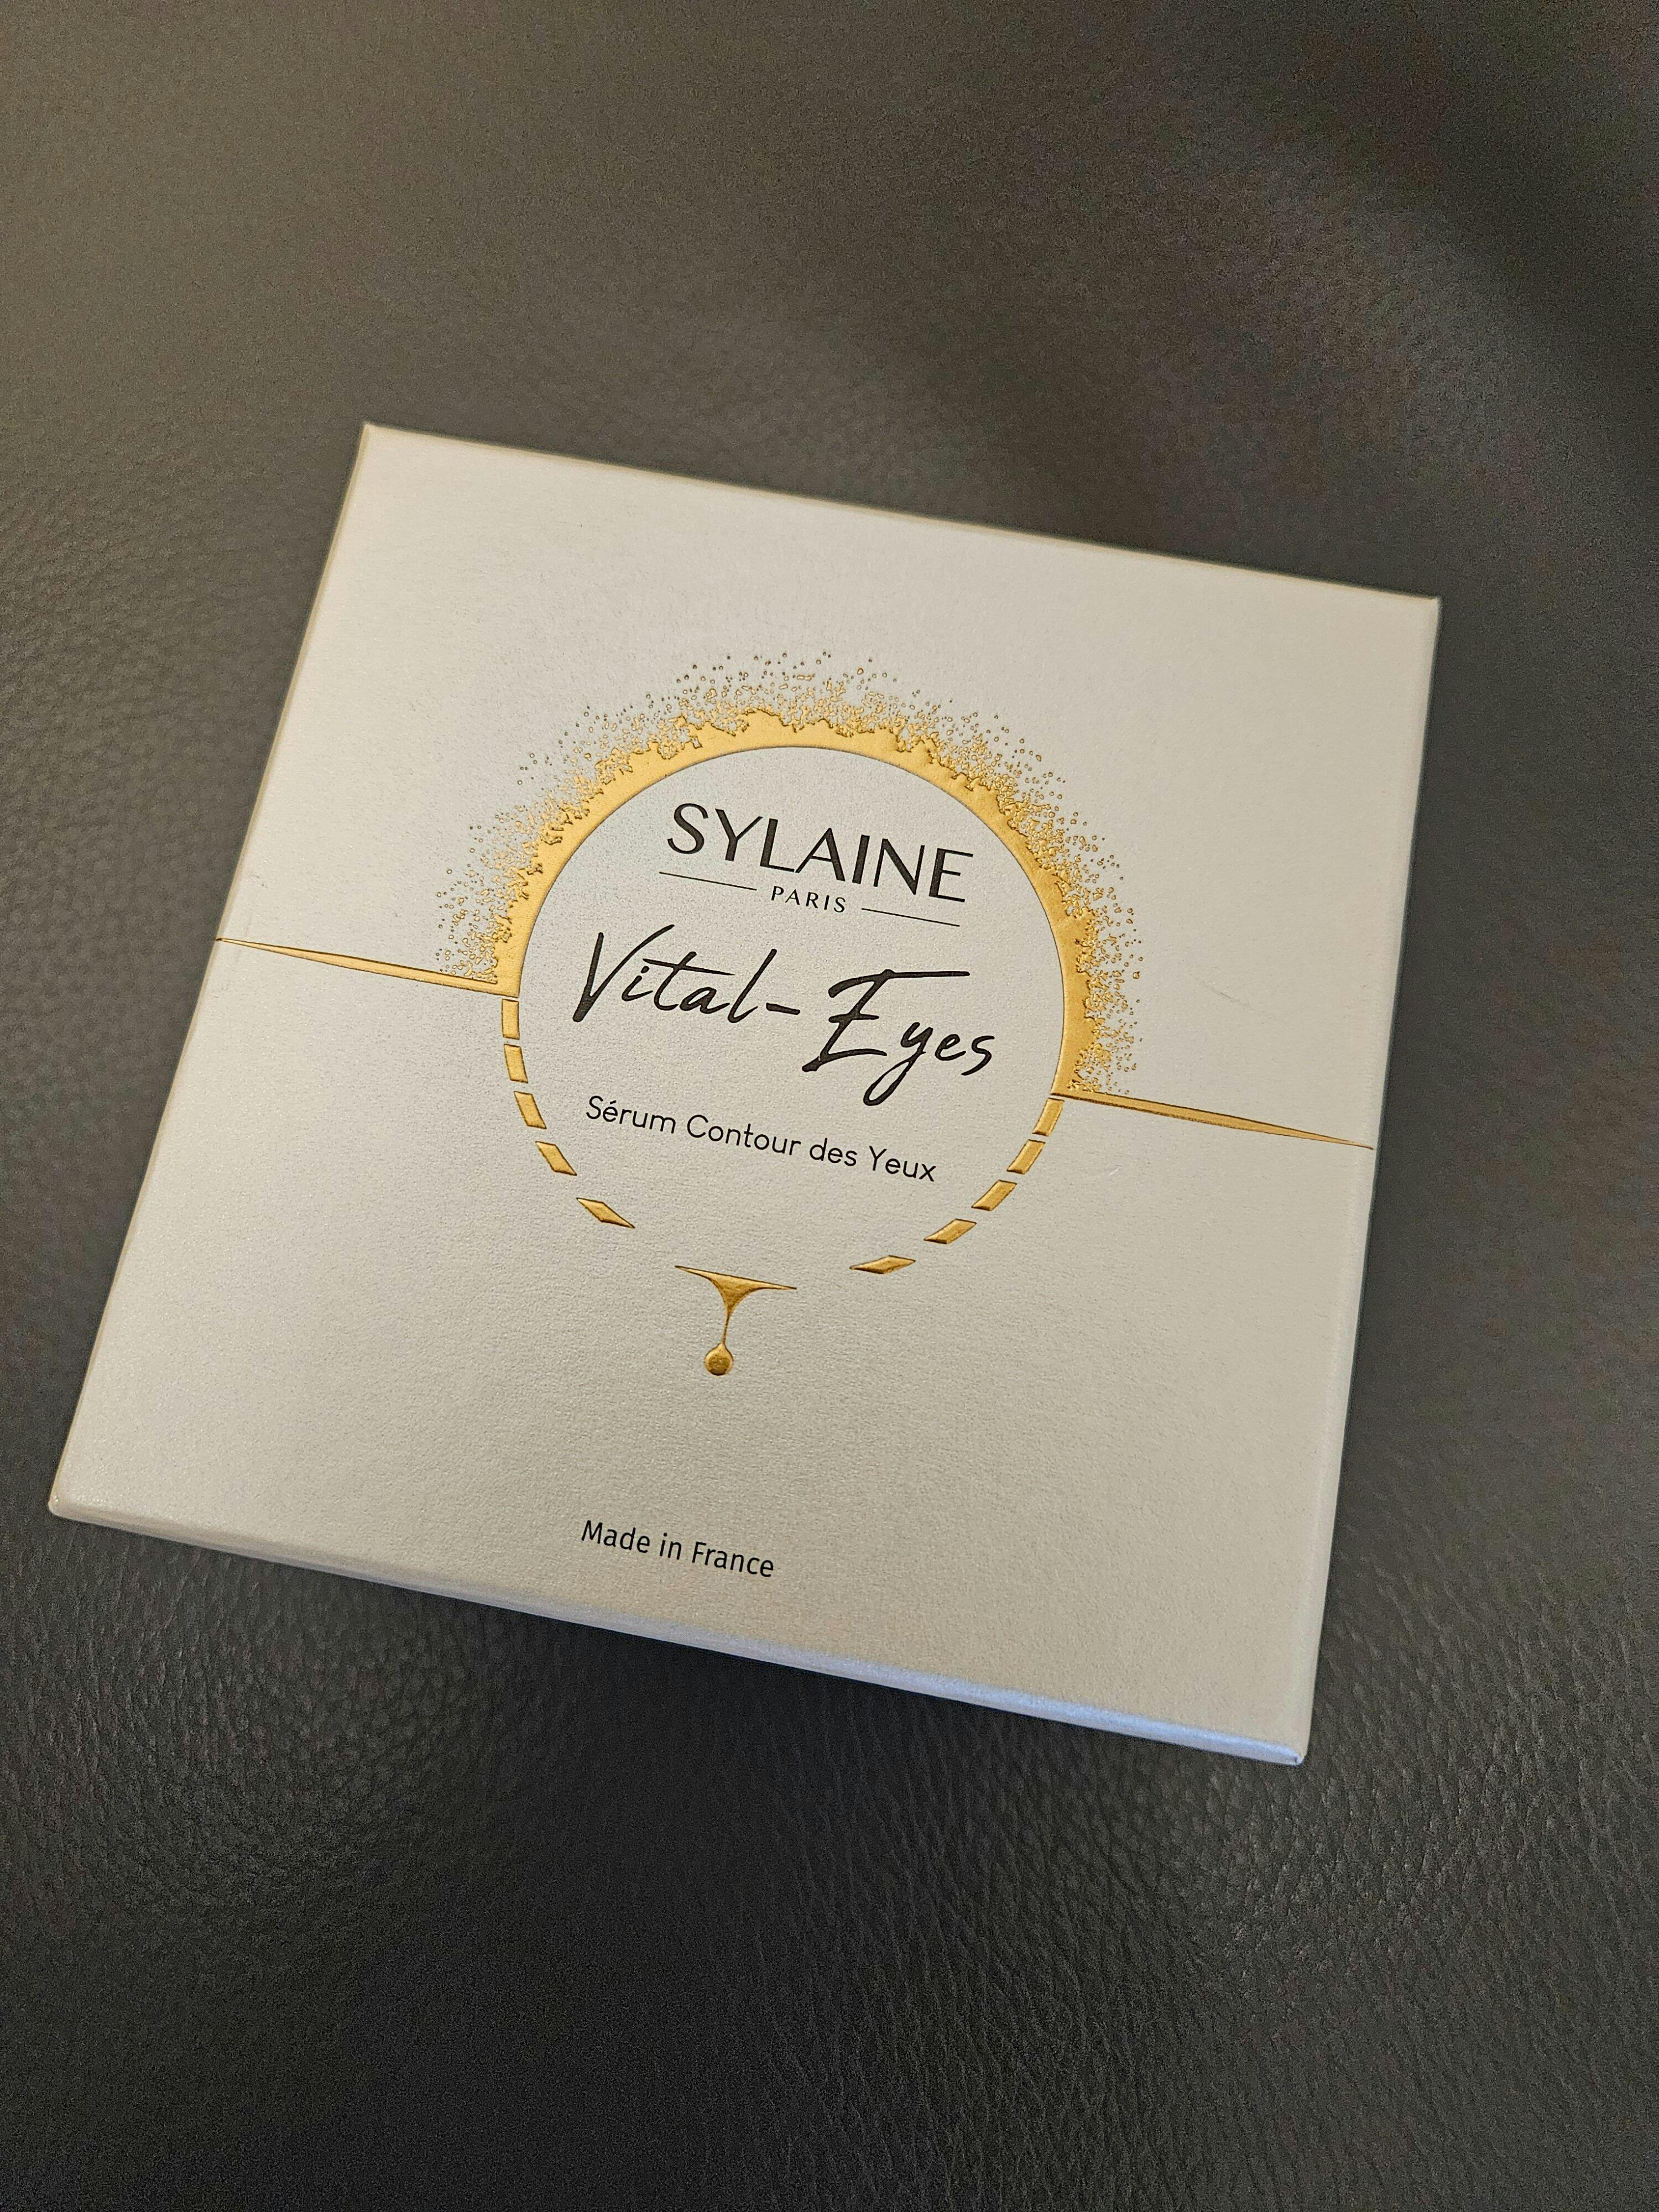 SYLAINE
PARIS
Vital-Eyes
Sérum Contour des Yeux
Made in France